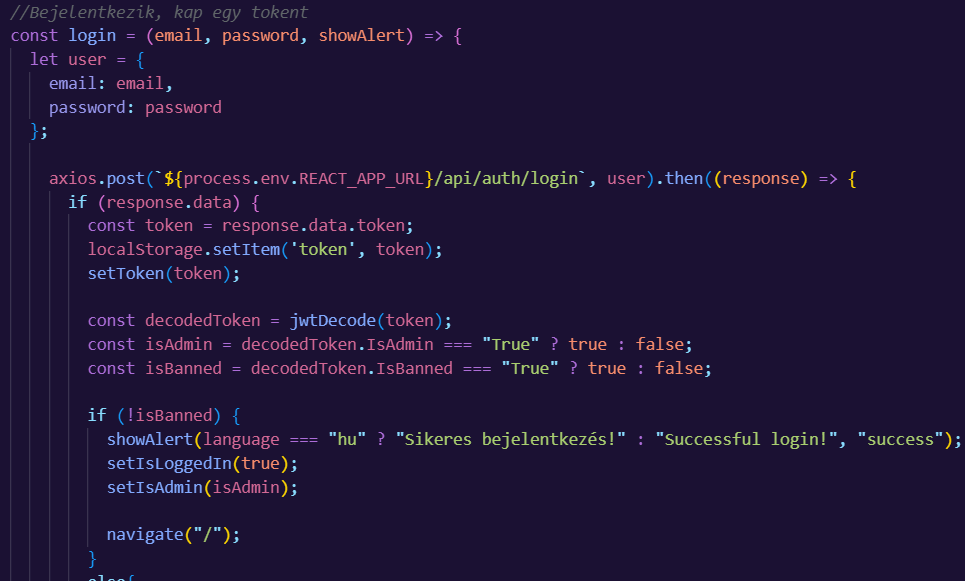 //Bejelentkezik, kap egy tokent
const login = (email, password, showAlert) => {
let user = {
email: email,
password: password
};
axios.post(`${process.env.REACT_APP_URL}/api/auth/login`, user).then((response) => {
if (response.data) {
const token = response.data.token;
localStorage.setItem('token', token);
setToken(token);
const decodedToken = jwtDecode(token);
const isAdmin = decodedToken.IsAdmin === "True" ? true : false;
const isBanned = decodedToken.IsBanned === "True" ? true : false;
if (!isBanned) {
showAlert(language === "hu" ? "Sikeres bejelentkezés!" : "Successful login!", "success");
setIsLoggedIn(true);
setIsAdmin(isAdmin);
navigate("/");
}
else{